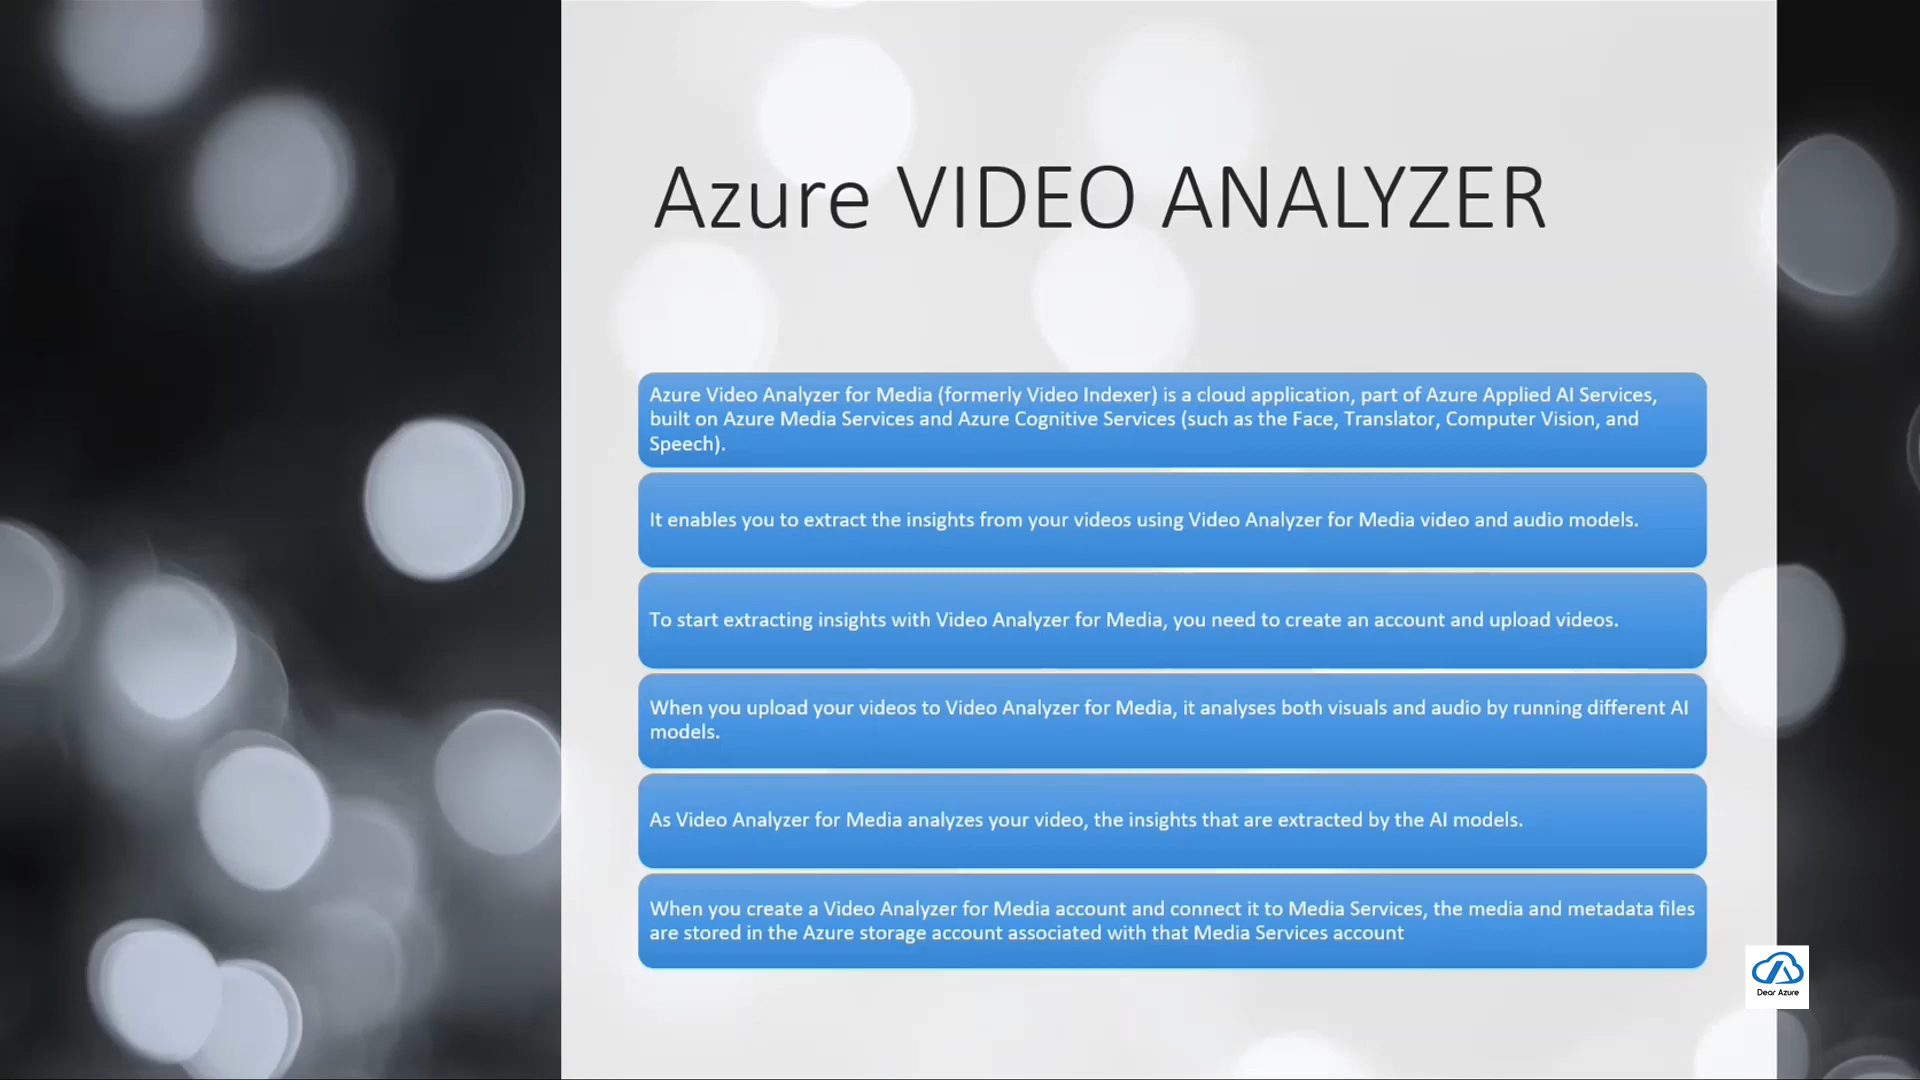 Azure VIDEO ANALYZER
Azure Video Analyzer for Media (formerly Video Indexer) is a cloud application, part of Azure Applied AI Services,
built on Azure Media Services and Azure Cognitive Services (such as the Face, Translator, Computer Vision, and
Speech).
It enables you to extract the insights from your videos using Video Analyzer for Media video and audio models.
To start extracting insights with Video Analyzer for Media, you need to create an account and upload videos.
When you upload your videos to Video Analyzer for Media, it analyses both visuals and audio by running different AI
models.
As Video Analyzer for Media analyzes your video, the insights that are extracted by the AI models.
When you create a Video Analyzer for Media account and connect it to Media Services, the media and metadata files
are stored in the Azure storage account associated with that Media Services account
Dear Azure